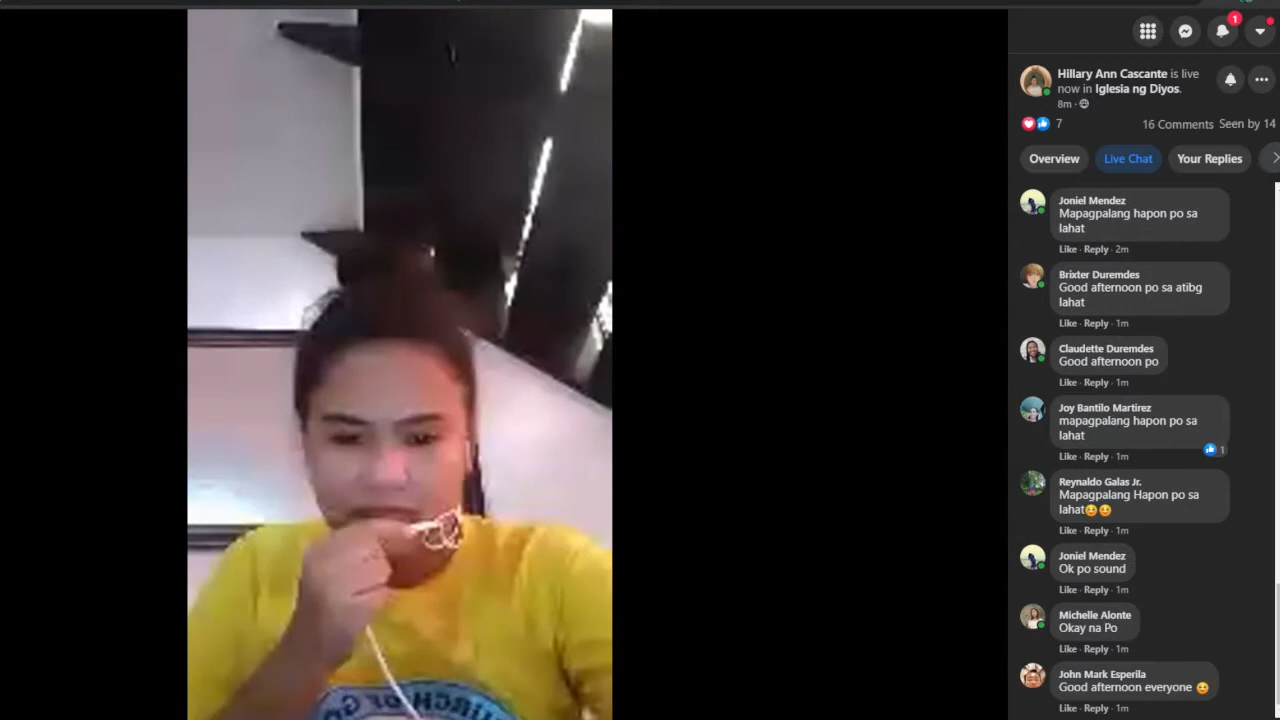 1
Hillary Ann Cascante is live
now in Iglesia ng Diyos.
8m ·
7
16 Comments Seen by 14
Overview
Live Chat
Your Replies
Joniel Mendez
Mapagpalang hapon po sa
lahat
Like · Reply · 2m
Brixter Duremdes
Good afternoon po sa atibg
lahat
Like · Reply · 1m
Claudette Duremdes
Good afternoon po
Like · Reply · 1m
Joy Bantilo Martirez
mapagpalang hapon po sa
lahat
1
Like · Reply · 1m
Reynaldo Galas Jr.
Mapagpalang Hapon po sa
lahat😊😊
Like · Reply · 1m
Joniel Mendez
Ok po sound
Like · Reply · 1m
Michelle Alonte
Okay na Po
Like · Reply · 1m
John Mark Esperila
Good afternoon everyone 😊
Like · Reply · 1m
CHURCH OF GO